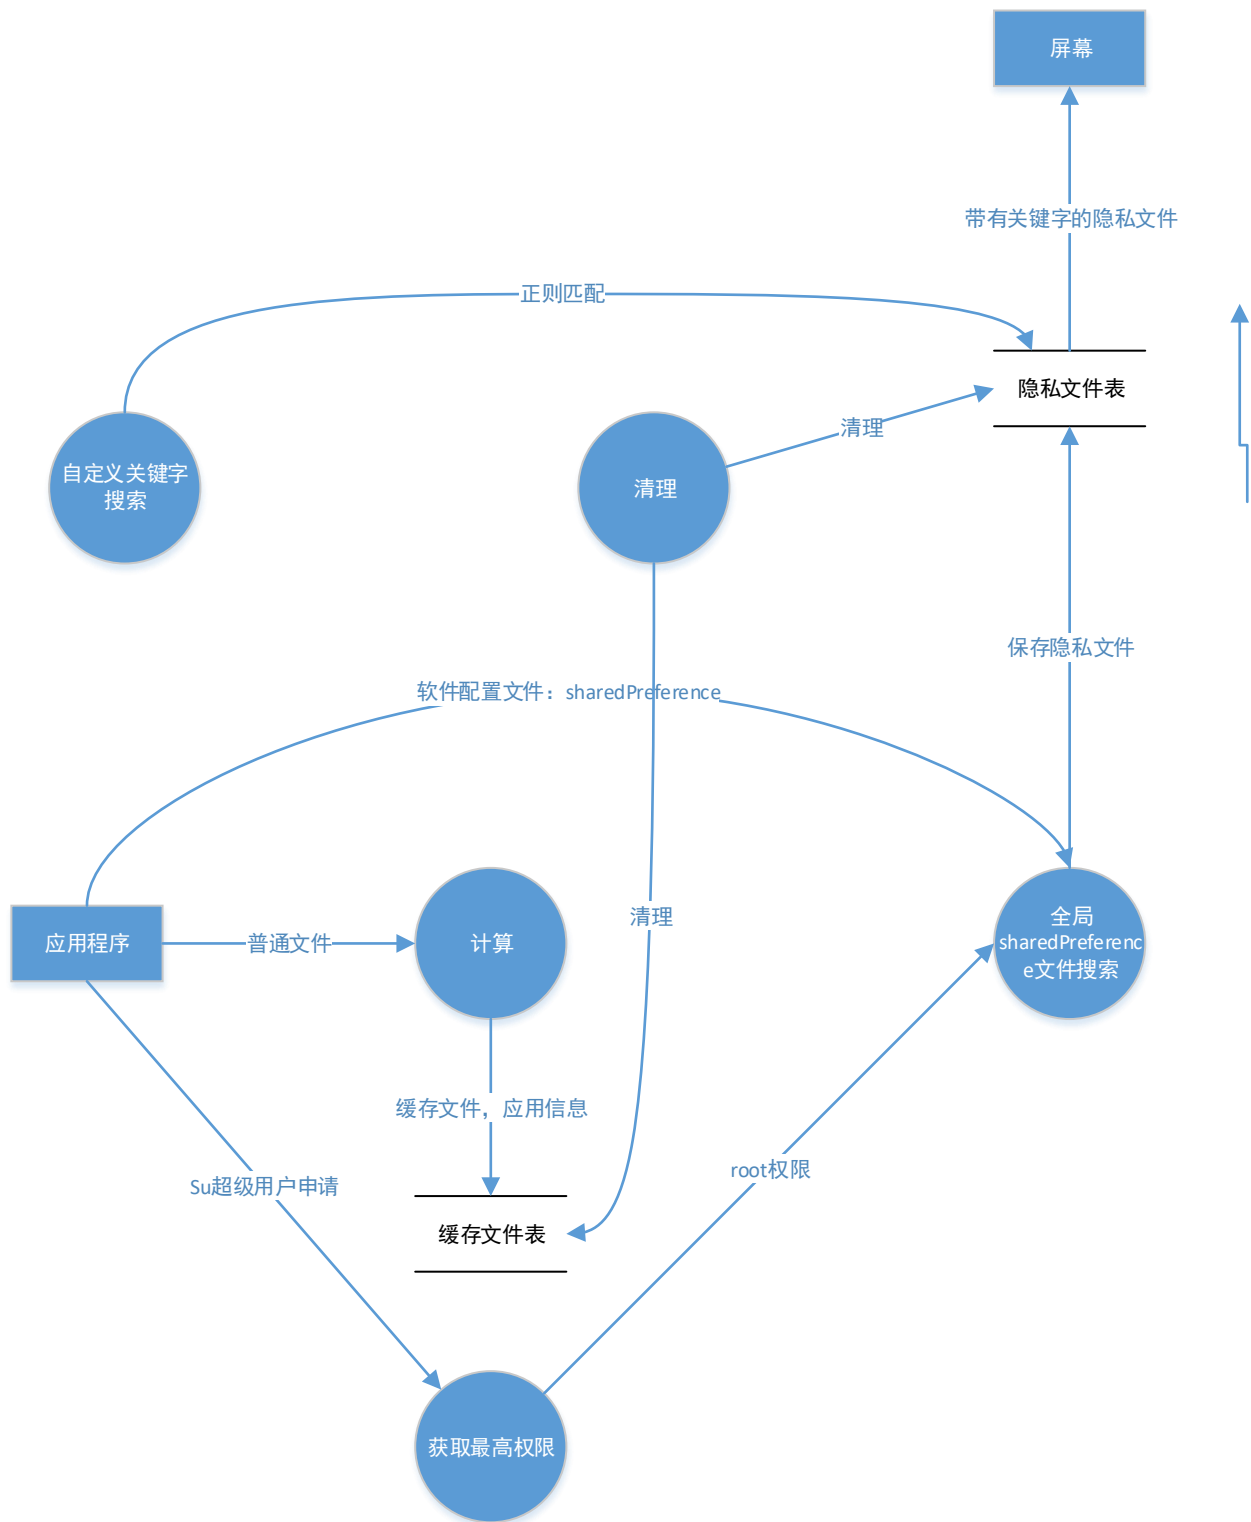 屏幕
带有关键字的隐私文件
正则匹配
隐私文件表
清理
自定义关键字
搜索
清理
保存隐私文件
软件配置文件：sharedPreference
全局
sharedPreferenc
e文件搜索
清理
应用程序
普通文件
计算
缓存文件，应用信息
root权限
Su超级用户申请
缓存文件表
获取最高权限